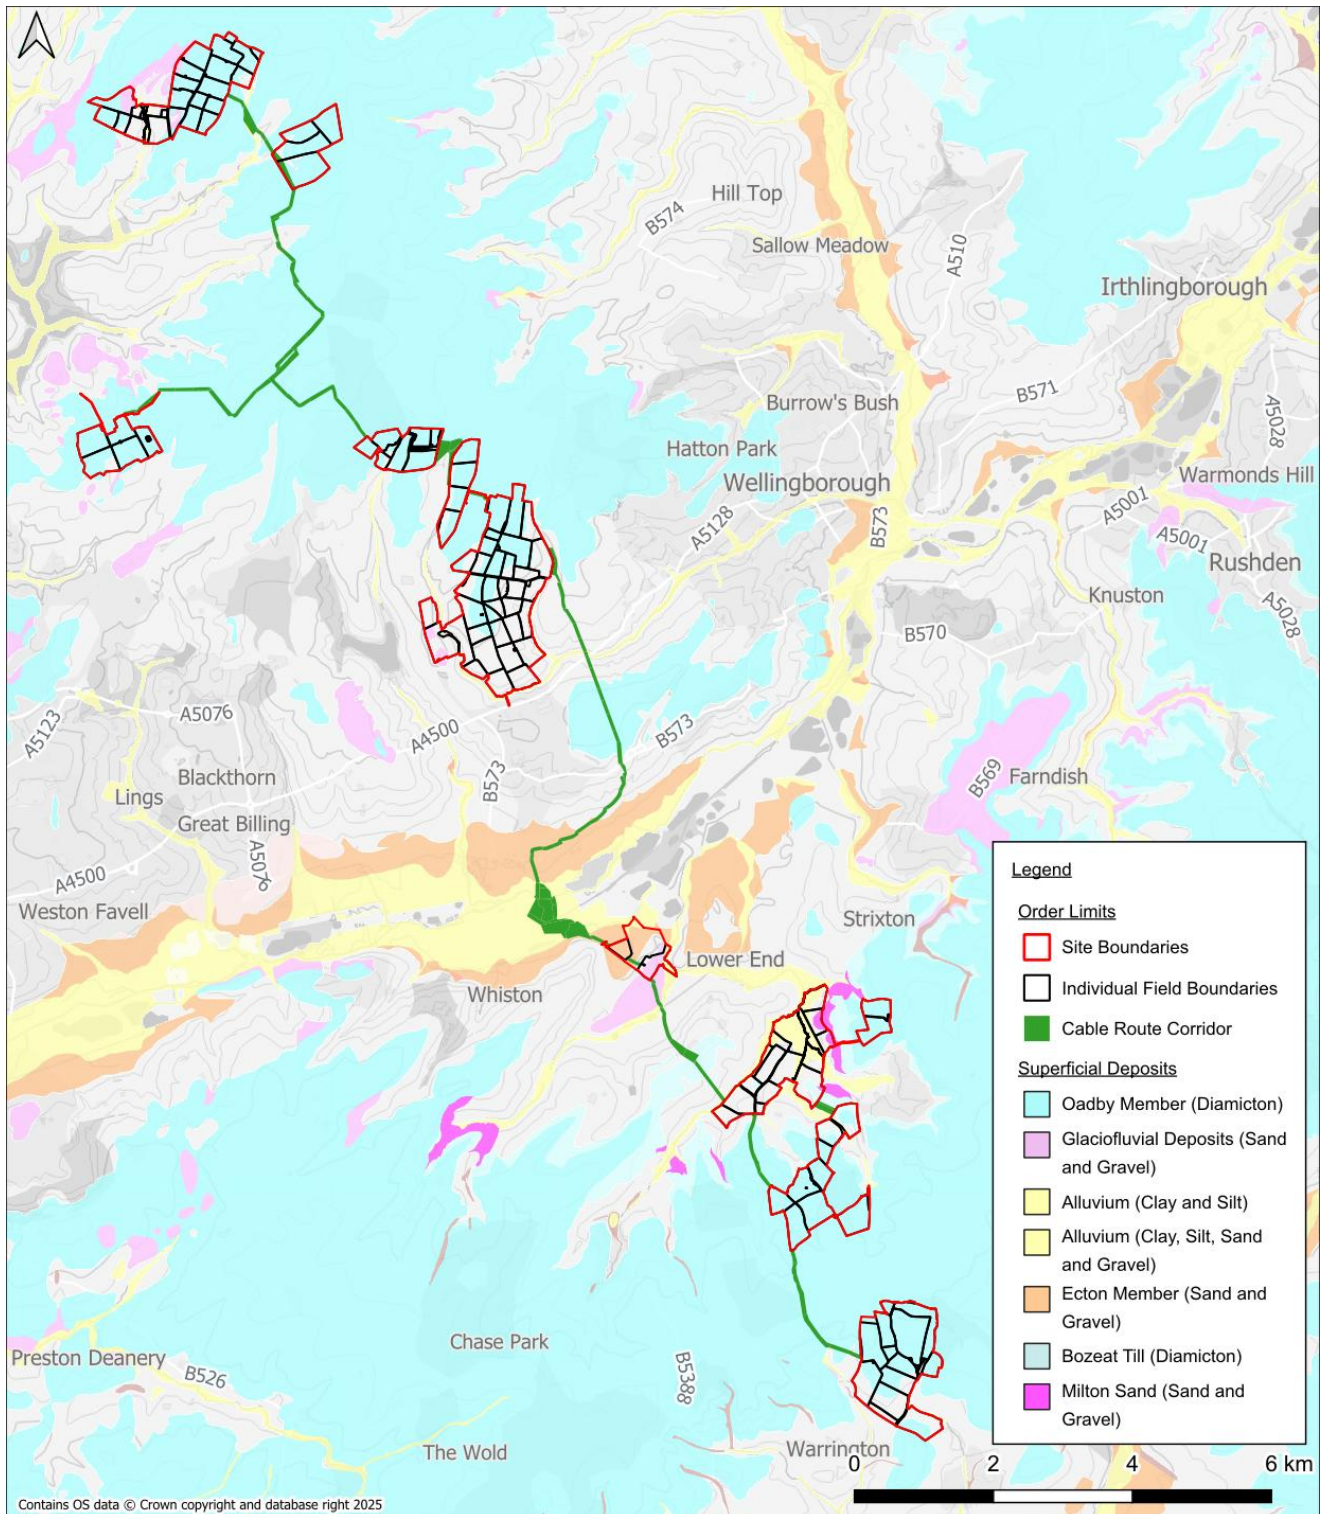 Hill Top
B574
Sallow Meadow
A510
Irthlingborough
B571
Burrow's Bush
A5028
Hatton Park
Wellingborough
Warmonds Hill
A5001
A5128
B573
A5001
Rushden
Knuston
A5028
B570
A5123
A5076
A4500
B573
Blackthorn
B573
B569
Farndish
Lings
Great Billing
A5076
A4500
Weston Favell
Strixton
Lower End
Whiston
Chase Park
Preston Deanery
B526
B5388
The Wold
Warrington
Legend
Order Limits
Site Boundaries
Individual Field Boundaries
Cable Route Corridor
Superficial Deposits
Oadby Member (Diamicton)
Glaciofluvial Deposits (Sand
and Gravel)
Alluvium (Clay and Silt)
Alluvium (Clay, Silt, Sand
and Gravel)
Ecton Member (Sand and
Gravel)
Bozeat Till (Diamicton)
Milton Sand (Sand and
Gravel)
0 2 4 6 km
Contains OS data © Crown copyright and database right 2025